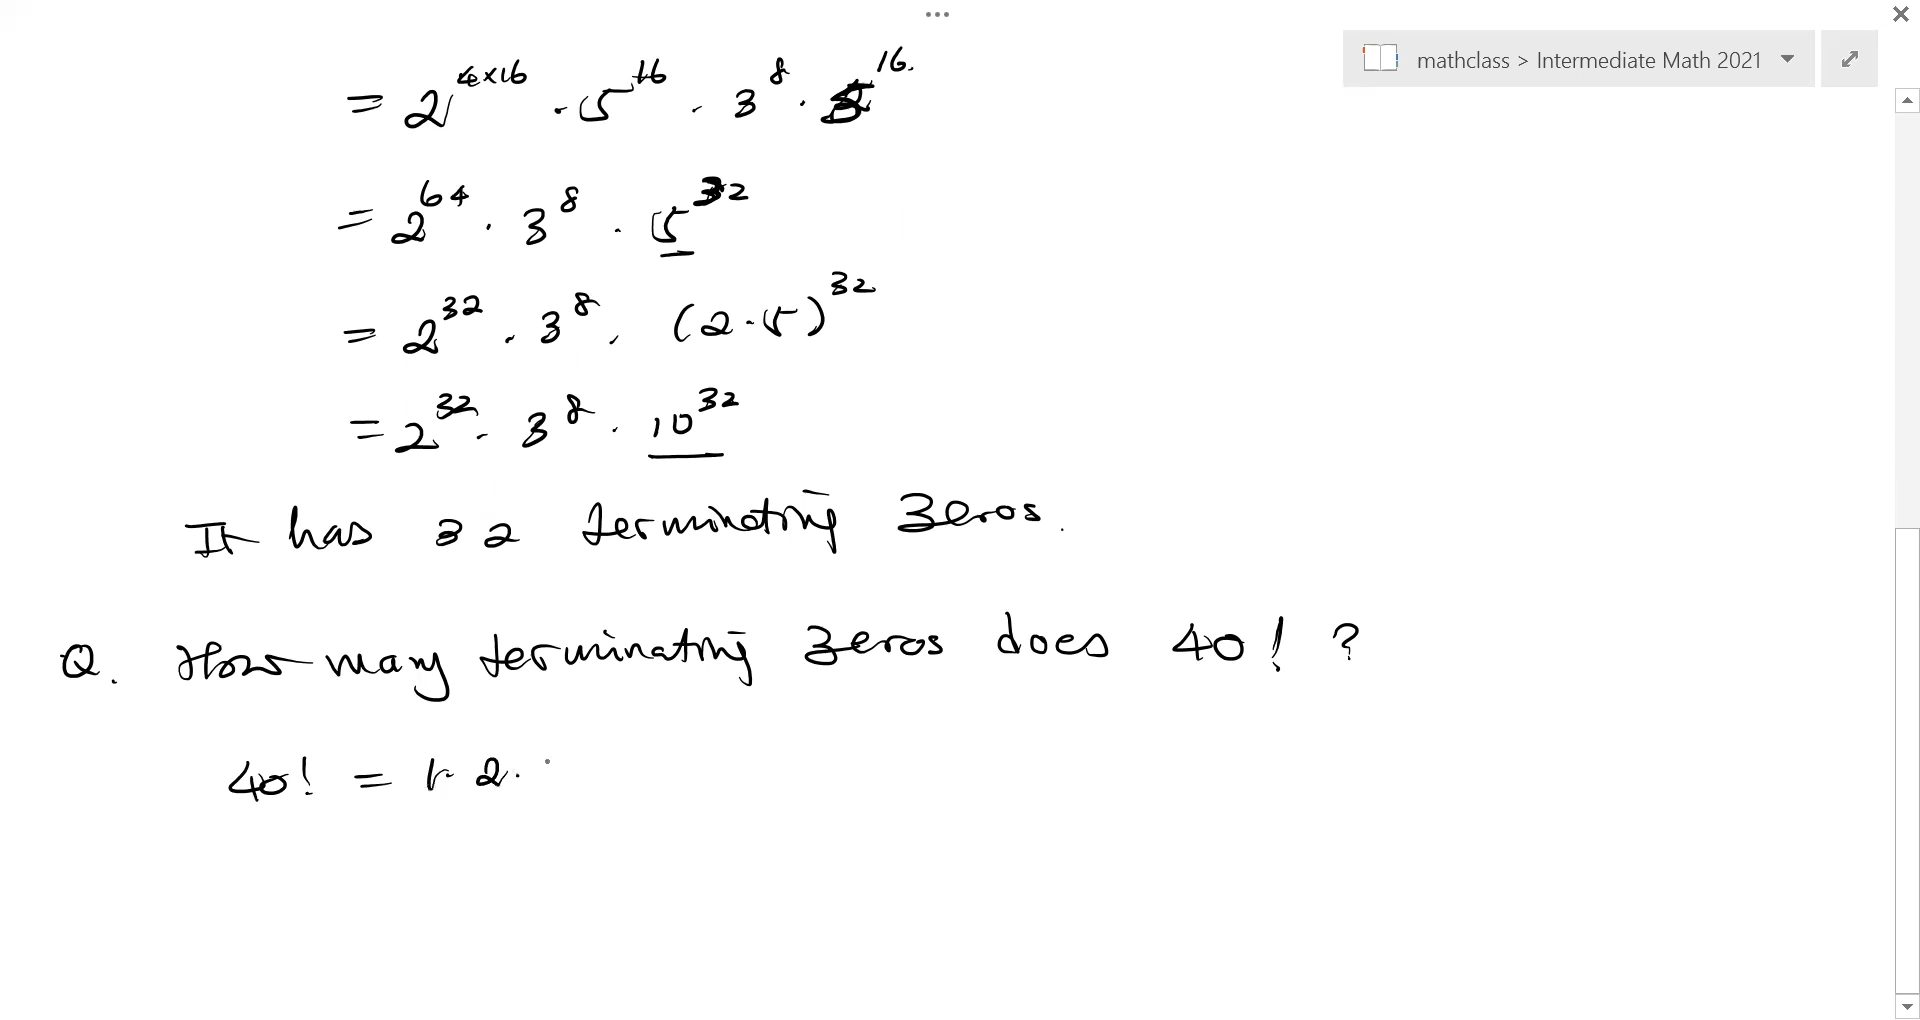 ...
mathclass > Intermediate Math 2021
= 2^{4×16} · 5^{16} · 3^8 · 5^{16}.
= 2^{64} · 3^8 · 5^{32}
= 2^{32} · 3^8 · (2·5)^{32}
= 2^{32} · 3^8 · 10^{32}
It has 32 terminating zeros.
Q. How many terminating zeros does 40! ?
40! = 1· 2·